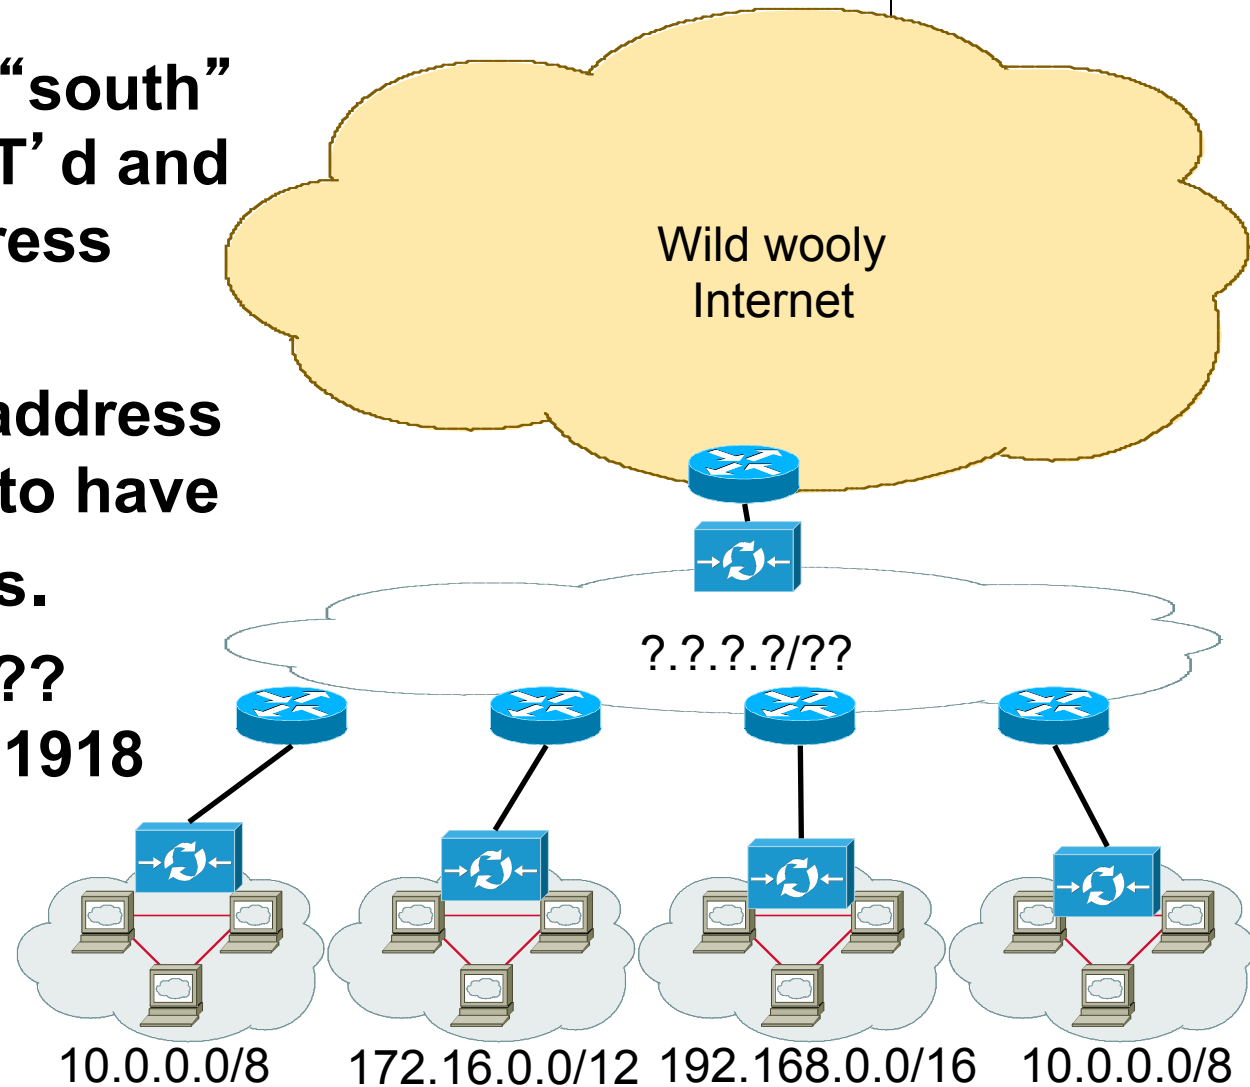 “south”
T’d and
ress
address
to have
s.
??
1918
Wild wooly
Internet
?.?.?.?/??
10.0.0.0/8
172.16.0.0/12
192.168.0.0/16
10.0.0.0/8